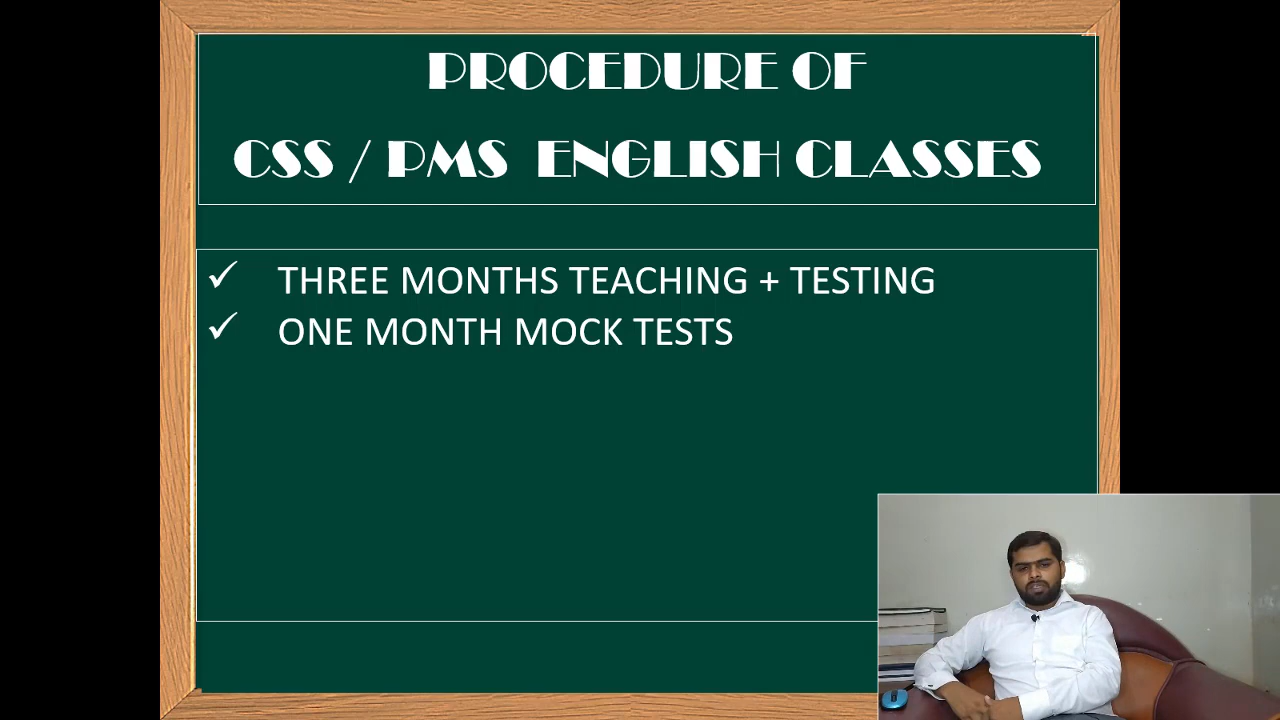 PROCEDURE OF
CSS / PMS ENGLISH CLASSES
✓ THREE MONTHS TEACHING + TESTING
✓ ONE MONTH MOCK TESTS